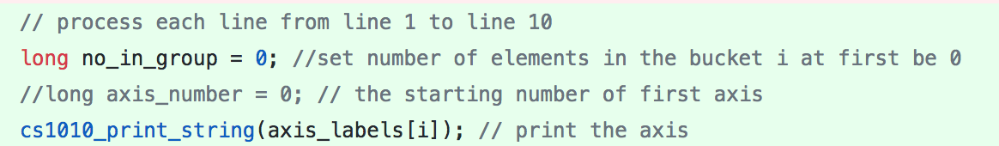 // process each line from line 1 to line 10
long no_in_group = 0; //set number of elements in the bucket i at first be 0
//long axis_number = 0; // the starting number of first axis
cs1010_print_string(axis_labels[i]); // print the axis